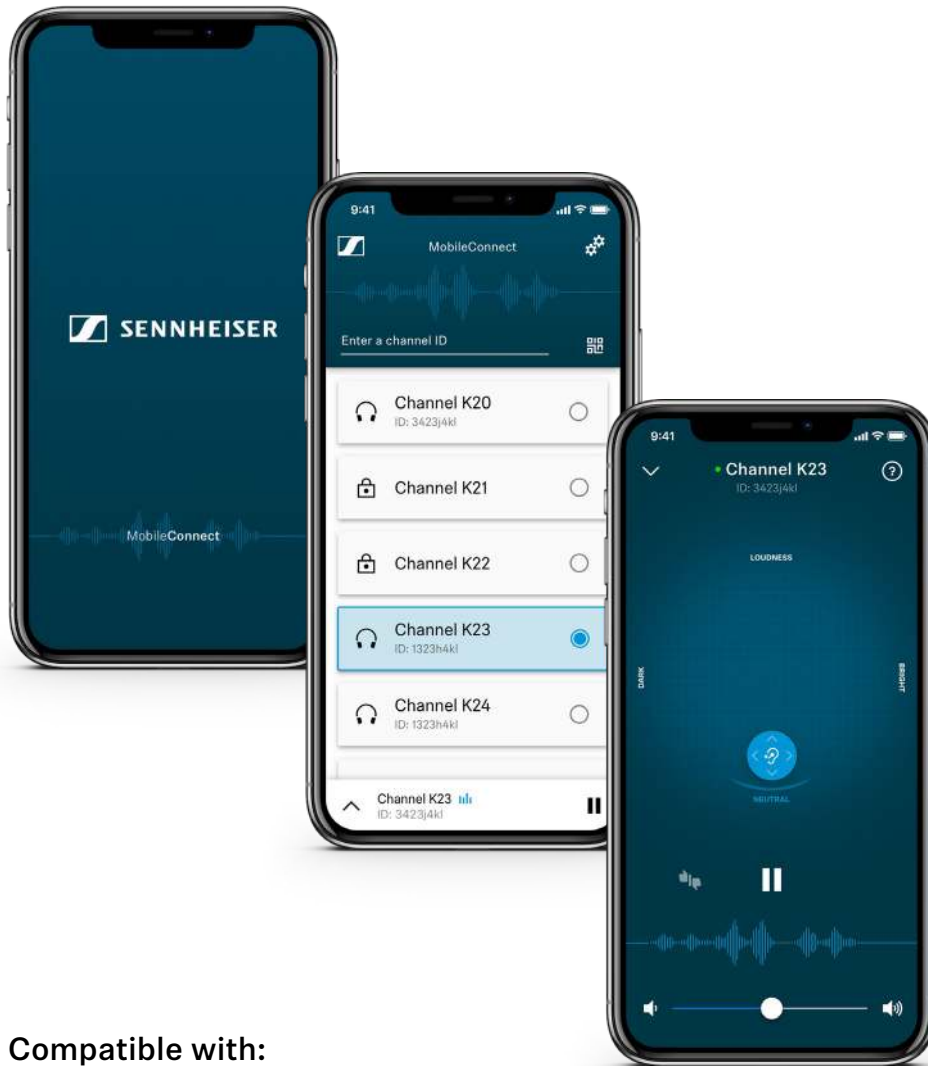 SENNHEISER
MobileConnect
9:41
MobileConnect
Enter a channel ID
Channel K20
ID: 3423j4kl
Channel K21
Channel K22
Channel K23
ID: 1323h4kl
Channel K24
ID: 1323h4kl
Channel K23
ID: 3423j4kl
9:41
Channel K23
ID: 3423j4kl
?
LOUDNESS
DARK
BRIGHT
NEUTRAL
Compatible with: